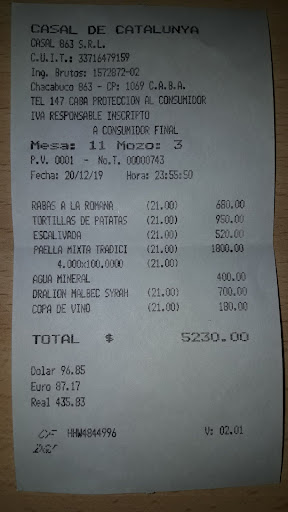 CASAL DE CATALUNYA
CASAL 863 S.R.L.
C.U.I.T.: 33716479159
Ing. Brutos: 1572872-02
Chacabuco 863 - CP: 1069 C.A.B.A.
TEL 147 CABA PROTECCION AL CONSUMIDOR
IVA RESPONSABLE INSCRIPTO
A CONSUMIDOR FINAL
Mesa: 11 Mozo: 3
P.V. 0001 - No.T. 00000743
Fecha: 20/12/19 Hora: 23:55:50
RABAS A LA ROMANA (21.00) 680.00
TORTILLAS DE PATATAS (21.00) 950.00
ESCALIVADA (21.00) 520.00
PAELLA MIXTA TRADICI (21.00) 1800.00
4.000x100.0000 (21.00)
AGUA MINERAL 400.00
DRALION MALBEC SYRAH (21.00) 700.00
COPA DE VINO (21.00) 180.00
TOTAL $ 5230.00
Dolar 96.85
Euro 87.17
Real 435.83
CF HHW4844996 V: 02.01
DGI